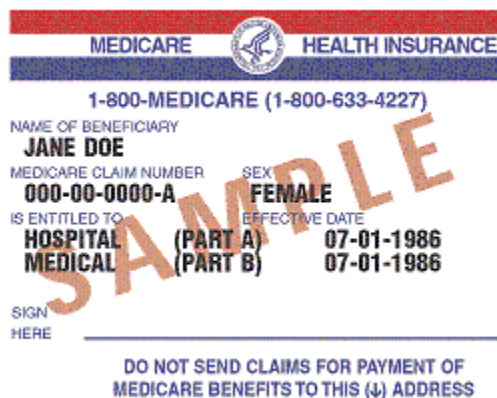 MEDICARE HEALTH INSURANCE
1-800-MEDICARE (1-800-633-4227)
NAME OF BENEFICIARY
JANE DOE
MEDICARE CLAIM NUMBER SEX
000-00-0000-A FEMALE
IS ENTITLED TO EFFECTIVE DATE
HOSPITAL (PART A) 07-01-1986
MEDICAL (PART B) 07-01-1986
SAMPLE
SIGN
HERE
DO NOT SEND CLAIMS FOR PAYMENT OF
MEDICARE BENEFITS TO THIS (↓) ADDRESS